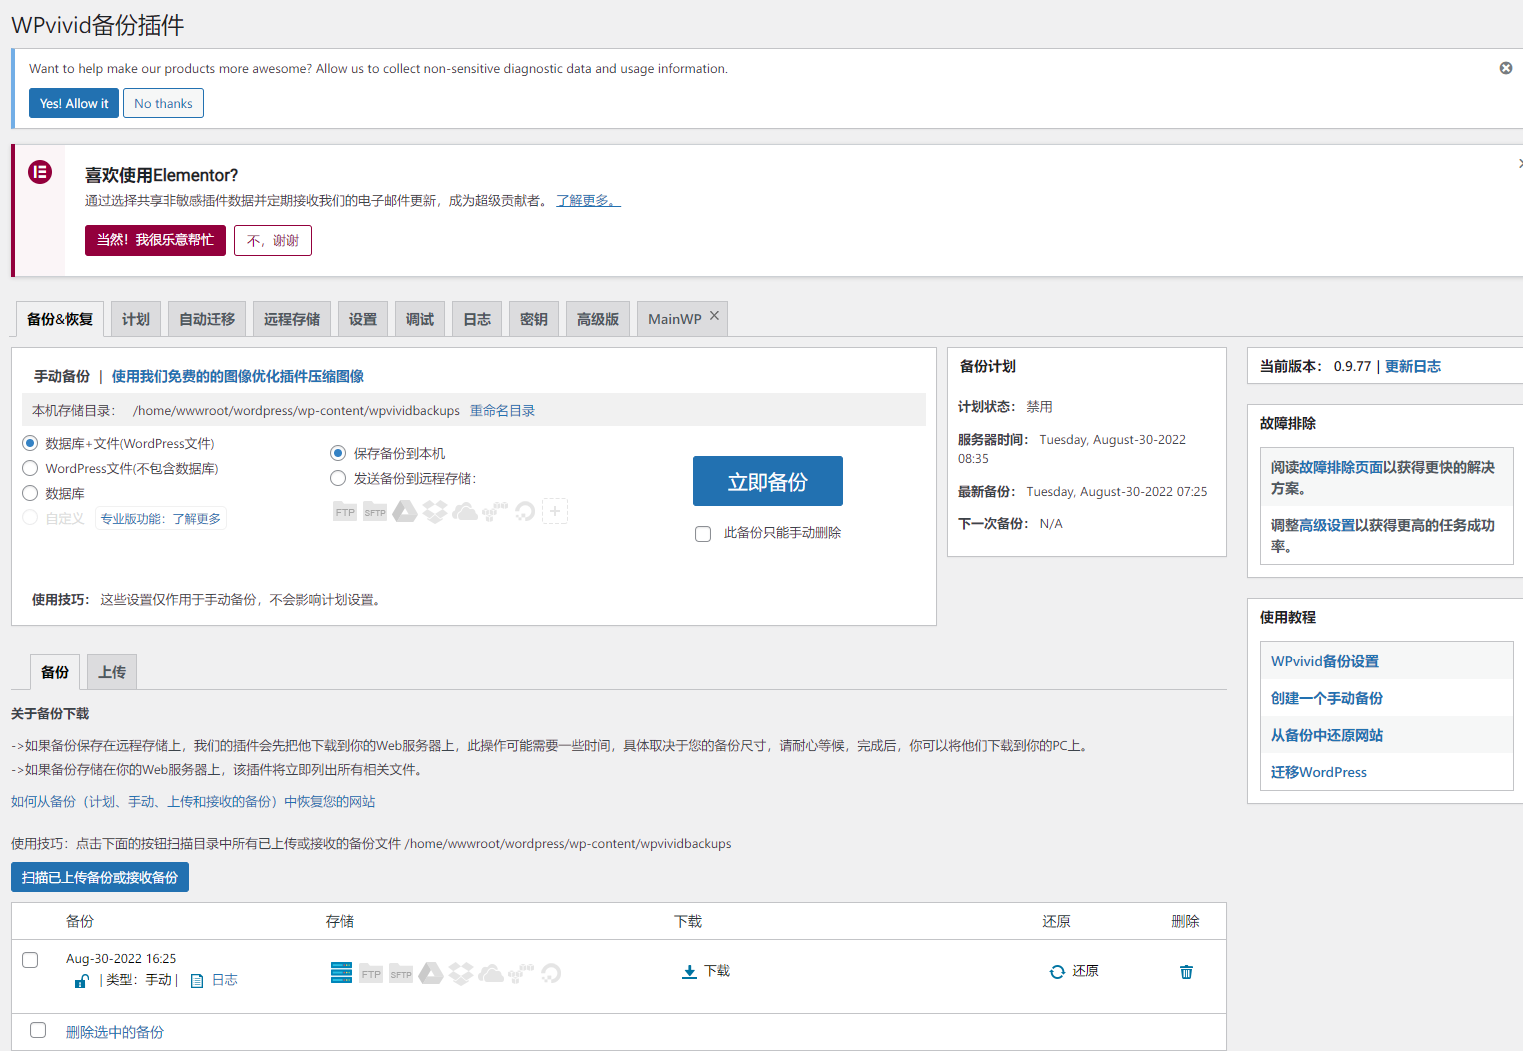 WPvivid备份插件
Want to help make our products more awesome? Allow us to collect non-sensitive diagnostic data and usage information.
Yes! Allow it
No thanks
喜欢使用Elementor?
通过选择共享非敏感插件数据并定期接收我们的电子邮件更新，成为超级贡献者。 了解更多。
当然！我很乐意帮忙
不，谢谢
备份&恢复
计划
自动迁移
远程存储
设置
调试
日志
密钥
高级版
MainWP
手动备份 | 使用我们免费的的图像优化插件压缩图像
本机存储目录： /home/wwwroot/wordpress/wp-content/wpvividbackups 重命名目录
数据库+文件(WordPress文件)
WordPress文件(不包含数据库)
数据库
自定义 专业版功能：了解更多
保存备份到本机
发送备份到远程存储：
FTP SFTP
立即备份
此备份只能手动删除
使用技巧： 这些设置仅作用于手动备份，不会影响计划设置。
备份计划
计划状态： 禁用
服务器时间： Tuesday, August-30-2022
08:35
最新备份： Tuesday, August-30-2022 07:25
下一次备份： N/A
当前版本： 0.9.77 | 更新日志
故障排除
阅读故障排除页面以获得更快的解决
方案。
调整高级设置以获得更高的任务成功
率。
使用教程
WPvivid备份设置
创建一个手动备份
从备份中还原网站
迁移WordPress
备份
上传
关于备份下载
->如果备份保存在远程存储上，我们的插件会先把他下载到你的Web服务器上，此操作可能需要一些时间，具体取决于您的备份尺寸，请耐心等候，完成后，你可以将他们下载到你的PC上。
->如果备份存储在你的Web服务器上，该插件将立即列出所有相关文件。
如何从备份（计划、手动、上传和接收的备份）中恢复您的网站
使用技巧：点击下面的按钮扫描目录中所有已上传或接收的备份文件 /home/wwwroot/wordpress/wp-content/wpvividbackups
扫描已上传备份或接收备份
备份 存储 下载 还原 删除
Aug-30-2022 16:25
| 类型：手动 | 日志
FTP SFTP
下载
还原
删除选中的备份